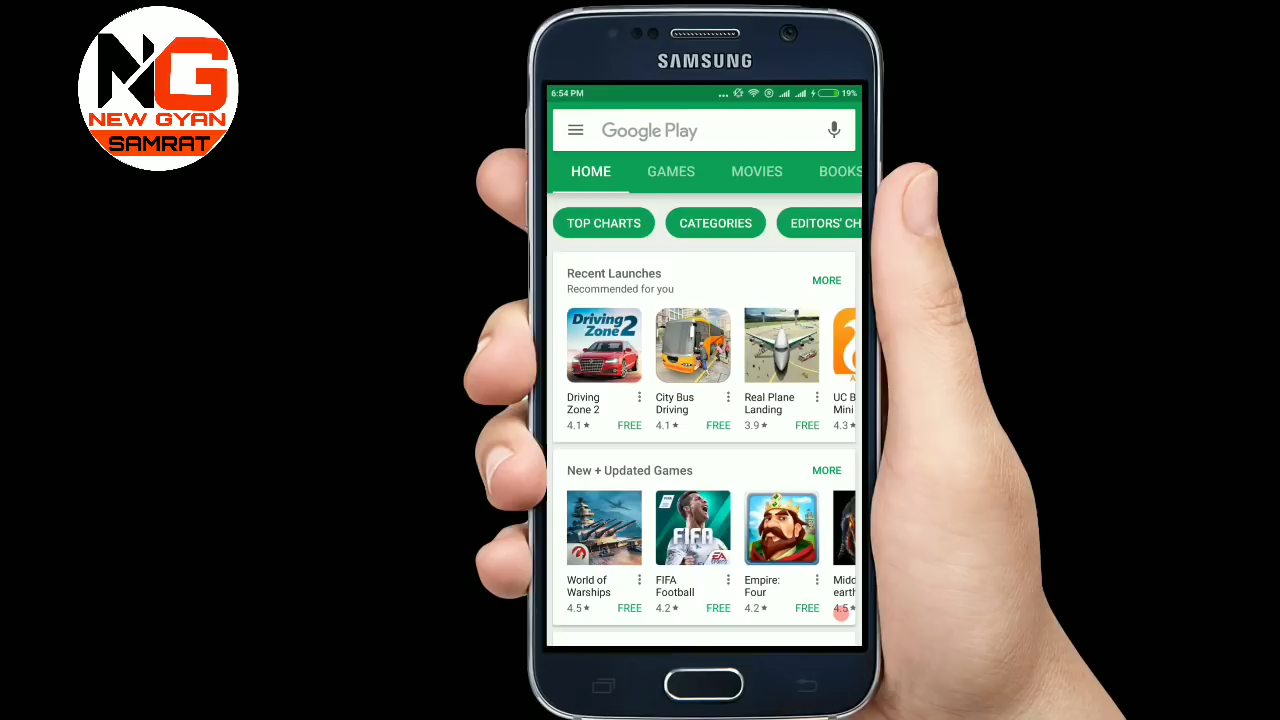 NG
NEW GYAN
SAMRAT
SAMSUNG
6:54 PM
19%
Google Play
HOME GAMES MOVIES BOOKS
TOP CHARTS CATEGORIES EDITORS' CH
Recent Launches
Recommended for you
MORE
Driving
Zone 2
Driving Zone 2
4.1 FREE
City Bus Driving
4.1 FREE
Real Plane Landing
3.9 FREE
UC B
Mini
4.3
New + Updated Games
MORE
World of Warships
4.5 FREE
FIFA
EA
SPORTS
FIFA Football
4.2 FREE
Empire: Four
4.2 FREE
Midd
earth
4.5